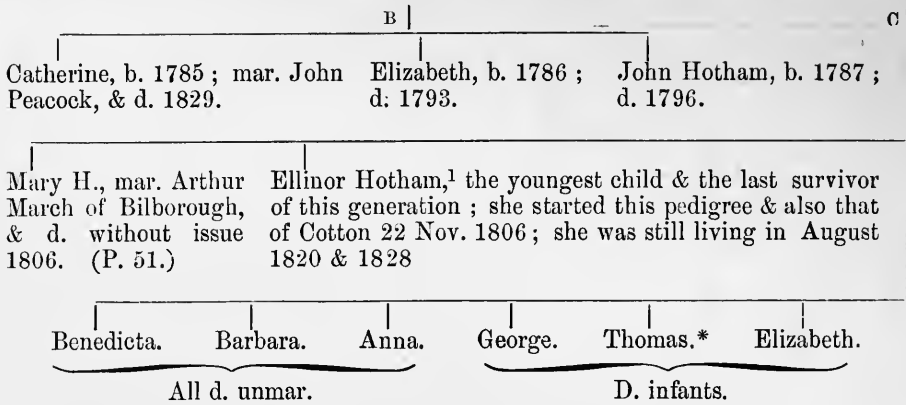 B C
Catherine, b. 1785 ; mar. John Peacock, & d. 1829.
Elizabeth, b. 1786 ; d: 1793.
John Hotham, b. 1787 ; d. 1796.
Mary H., mar. Arthur
March of Bilborough,
& d. without issue
1806. (P. 51.)
Ellinor Hotham,¹ the youngest child & the last survivor
of this generation ; she started this pedigree & also that
of Cotton 22 Nov. 1806 ; she was still living in August
1820 & 1828
Benedicta. Barbara. Anna. George. Thomas.* Elizabeth.
All d. unmar. D. infants.